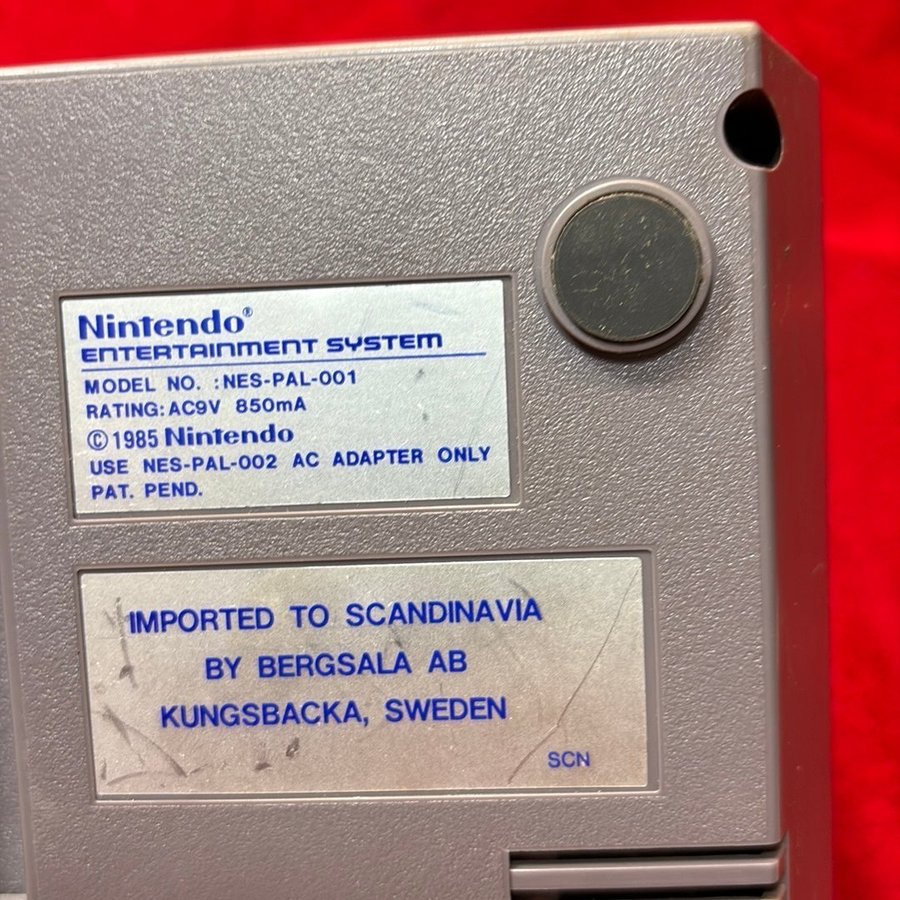 Nintendo®
ENTERTAINMENT SYSTEM
MODEL NO. :NES-PAL-001
RATING:AC9V 850mA
©1985 Nintendo
USE NES-PAL-002 AC ADAPTER ONLY
PAT. PEND.
IMPORTED TO SCANDINAVIA
BY BERGSALA AB
KUNGSBACKA, SWEDEN
SCN